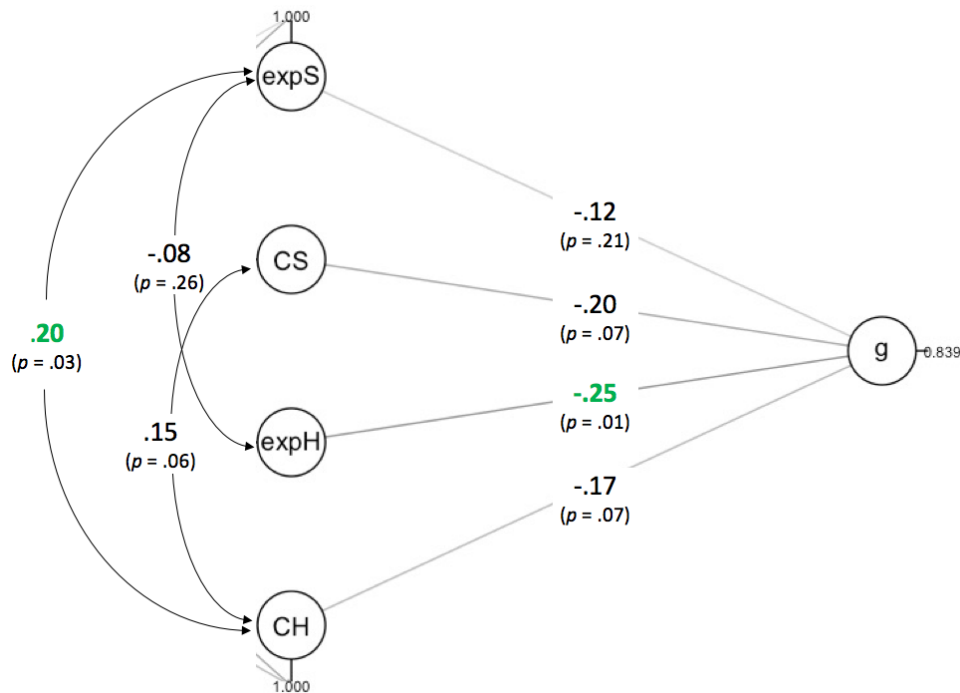 1.000
expS
-.12
(p = .21)
-.08
(p = .26)
CS
-.20
(p = .07)
.20
(p = .03)
g
0.839
-.25
(p = .01)
.15
(p = .06)
expH
-.17
(p = .07)
CH
1.000